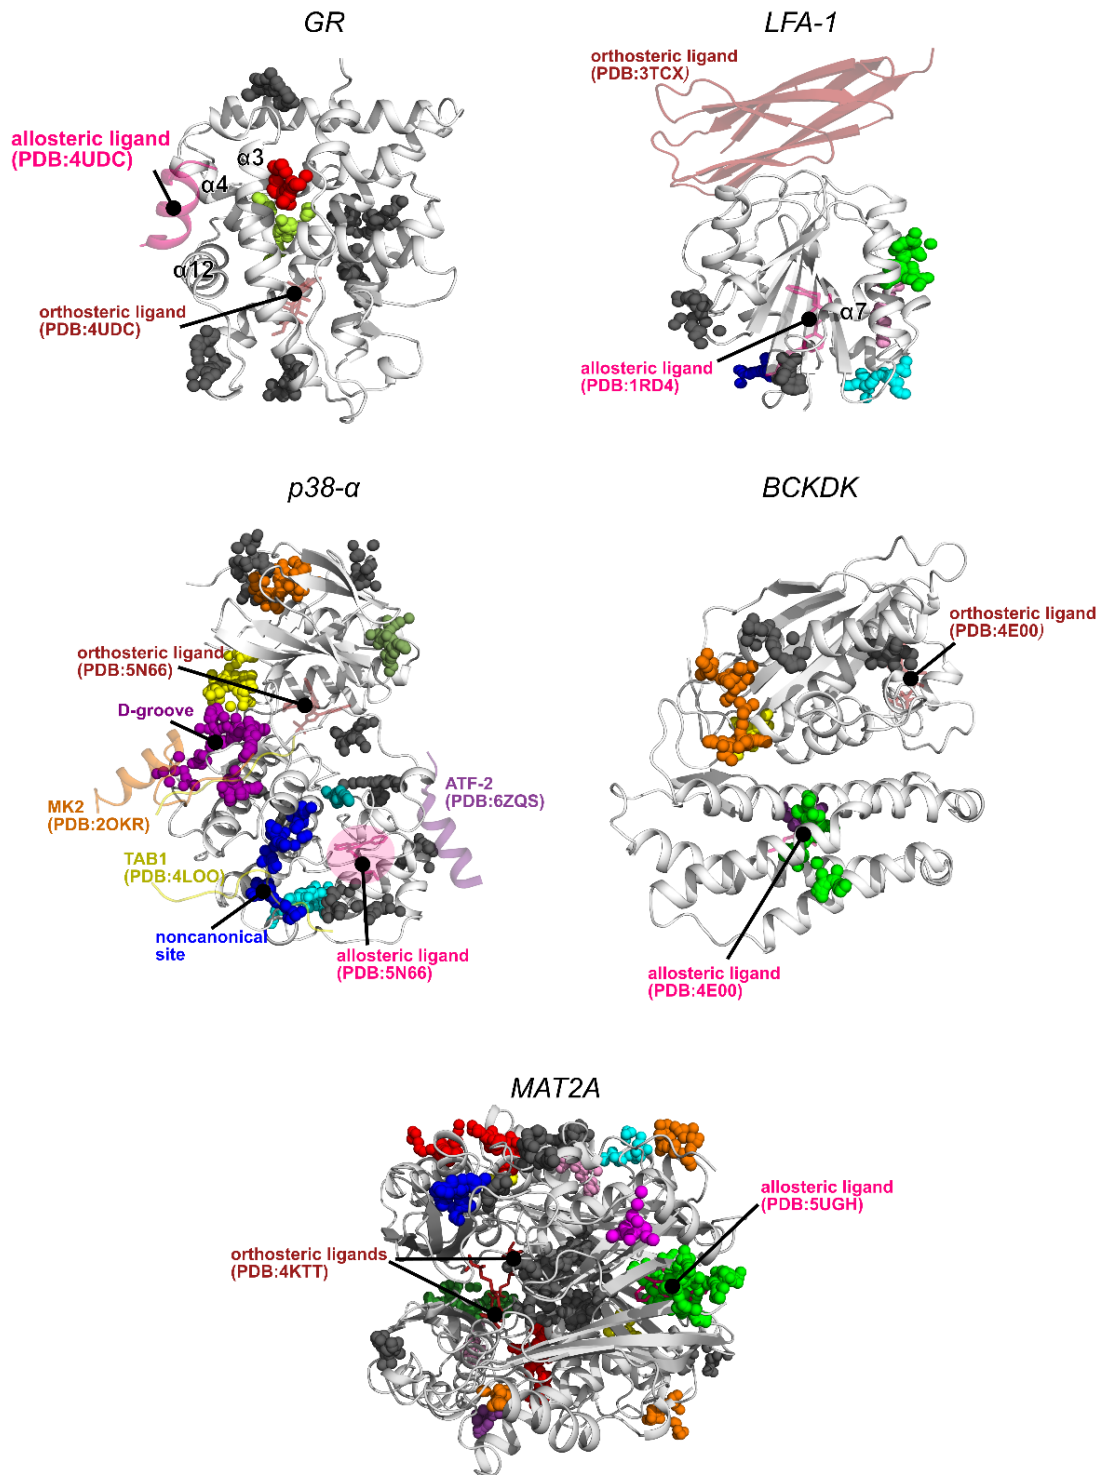 GR
LFA-1
orthosteric ligand
(PDB:3TCX)
allosteric ligand
(PDB:4UDC)
α3
α4
α12
orthosteric ligand
(PDB:4UDC)
α7
allosteric ligand
(PDB:1RD4)
p38-α
BCKDK
orthosteric ligand
(PDB:5N66)
D-groove
MK2
(PDB:2OKR)
ATF-2
(PDB:6ZQS)
TAB1
(PDB:4LOO)
noncanonical
site
allosteric ligand
(PDB:5N66)
orthosteric ligand
(PDB:4E00)
allosteric ligand
(PDB:4E00)
MAT2A
allosteric ligand
(PDB:5UGH)
orthosteric ligands
(PDB:4KTT)